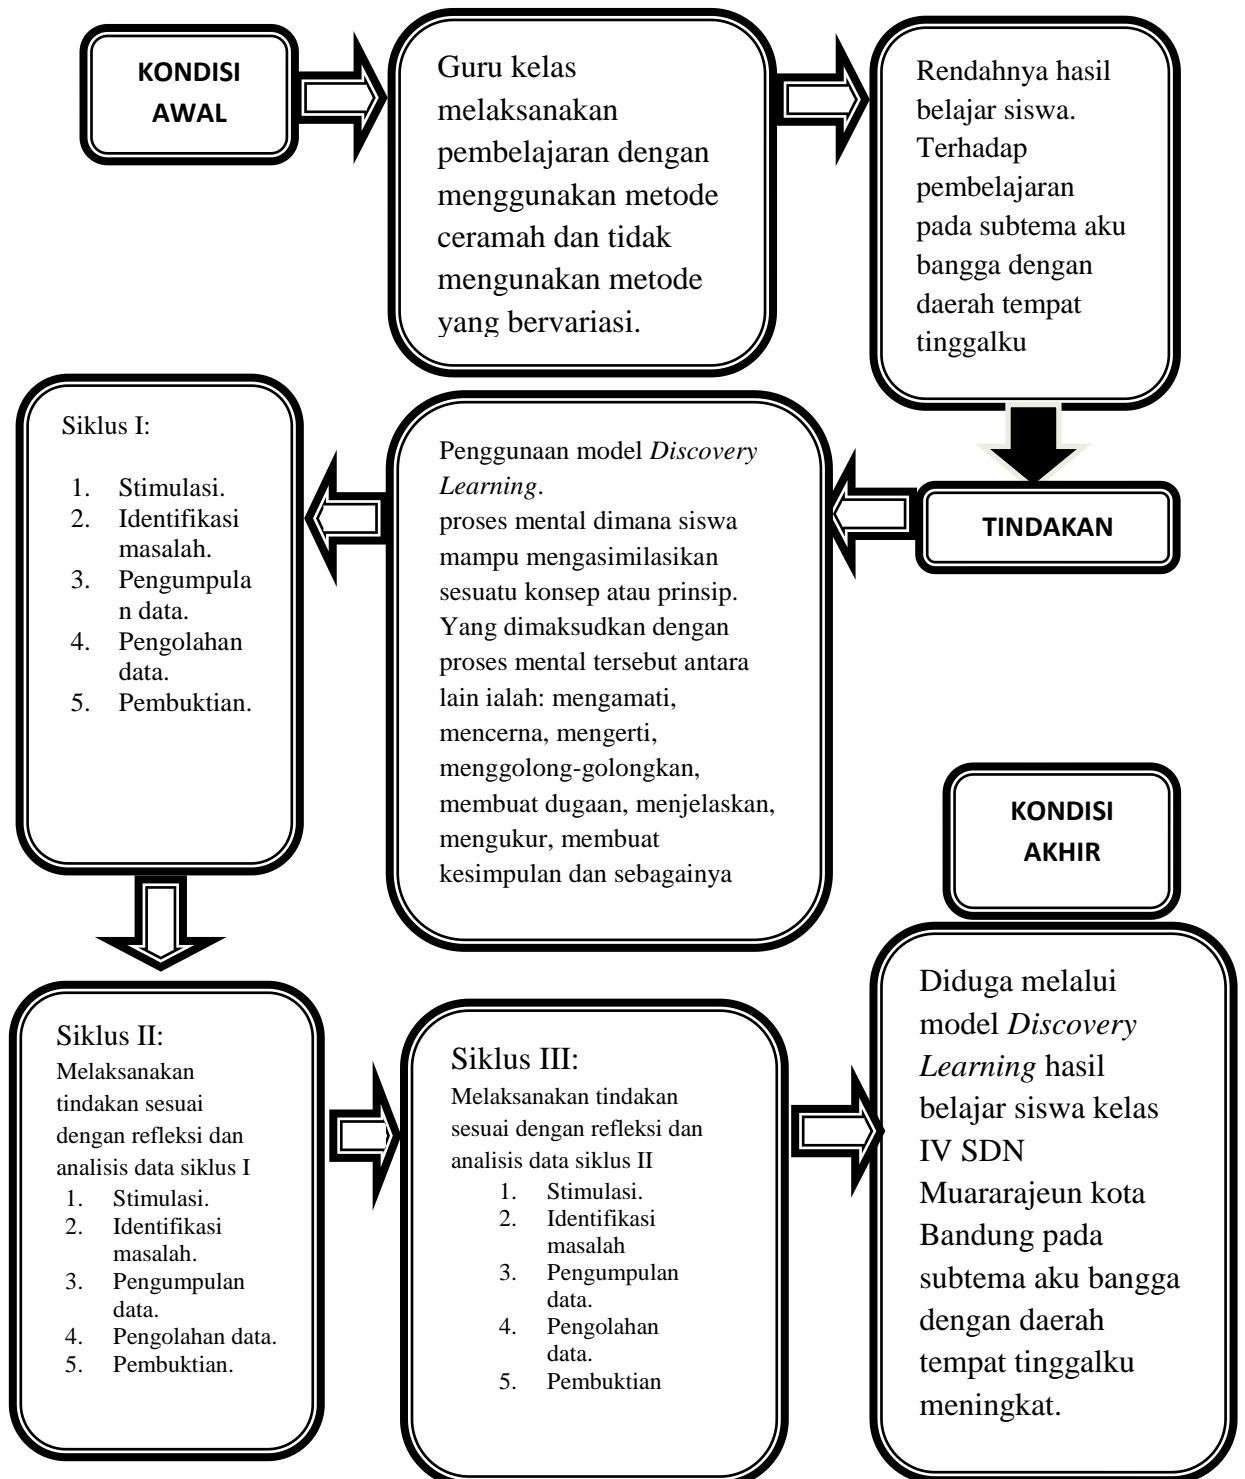 KONDISI
AWAL
Guru kelas
melaksanakan
pembelajaran dengan
menggunakan metode
ceramah dan tidak
mengunakan metode
yang bervariasi.
Rendahnya hasil
belajar siswa.
Terhadap
pembelajaran
pada subtema aku
bangga dengan
daerah tempat
tinggalku
TINDAKAN
Penggunaan model Discovery
Learning.
proses mental dimana siswa
mampu mengasimilasikan
sesuatu konsep atau prinsip.
Yang dimaksudkan dengan
proses mental tersebut antara
lain ialah: mengamati,
mencerna, mengerti,
menggolong-golongkan,
membuat dugaan, menjelaskan,
mengukur, membuat
kesimpulan dan sebagainya
Siklus I:
1. Stimulasi.
2. Identifikasi
masalah.
3. Pengumpula
n data.
4. Pengolahan
data.
5. Pembuktian.
Siklus II:
Melaksanakan
tindakan sesuai
dengan refleksi dan
analisis data siklus I
1. Stimulasi.
2. Identifikasi
masalah.
3. Pengumpulan
data.
4. Pengolahan data.
5. Pembuktian.
Siklus III:
Melaksanakan tindakan
sesuai dengan refleksi dan
analisis data siklus II
1. Stimulasi.
2. Identifikasi
masalah
3. Pengumpulan
data.
4. Pengolahan
data.
5. Pembuktian
KONDISI
AKHIR
Diduga melalui
model Discovery
Learning hasil
belajar siswa kelas
IV SDN
Muararajeun kota
Bandung pada
subtema aku bangga
dengan daerah
tempat tinggalku
meningkat.